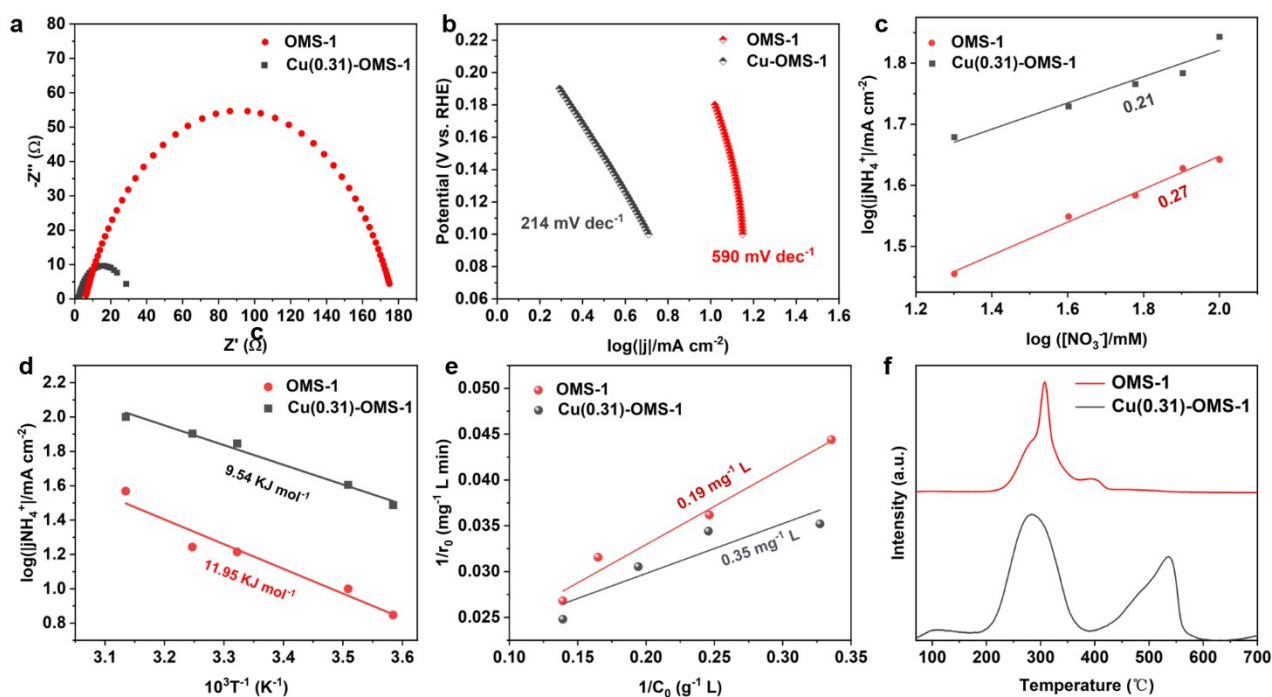 a
OMS-1
Cu(0.31)-OMS-1
80
70
60
50
40
30
20
10
0
0 20 40 60 80 100 120 140 160 180
-Z'' (Ω)
Z' (Ω)
c
b
OMS-1
Cu-OMS-1
214 mV dec⁻¹
590 mV dec⁻¹
0.22
0.20
0.18
0.16
0.14
0.12
0.10
0.08
0.06
0.0 0.2 0.4 0.6 0.8 1.0 1.2 1.4 1.6
Potential (V vs. RHE)
log(|j|/mA cm⁻²)
c
OMS-1
Cu(0.31)-OMS-1
0.21
0.27
1.8
1.7
1.6
1.5
1.2 1.4 1.6 1.8 2.0
log(|jNH₄⁺|/mA cm⁻²)
log ([NO₃⁻]/mM)
d
OMS-1
Cu(0.31)-OMS-1
9.54 KJ mol⁻¹
11.95 KJ mol⁻¹
2.2
2.0
1.8
1.6
1.4
1.2
1.0
0.8
3.1 3.2 3.3 3.4 3.5 3.6
log(|jNH₄⁺|/mA cm⁻²)
10³T⁻¹ (K⁻¹)
e
OMS-1
Cu(0.31)-OMS-1
0.19 mg⁻¹ L
0.35 mg⁻¹ L
0.050
0.045
0.040
0.035
0.030
0.025
0.10 0.15 0.20 0.25 0.30 0.35
1/r₀ (mg⁻¹ L min)
1/C₀ (g⁻¹ L)
f
OMS-1
Cu(0.31)-OMS-1
100 200 300 400 500 600 700
Intensity (a.u.)
Temperature (℃)